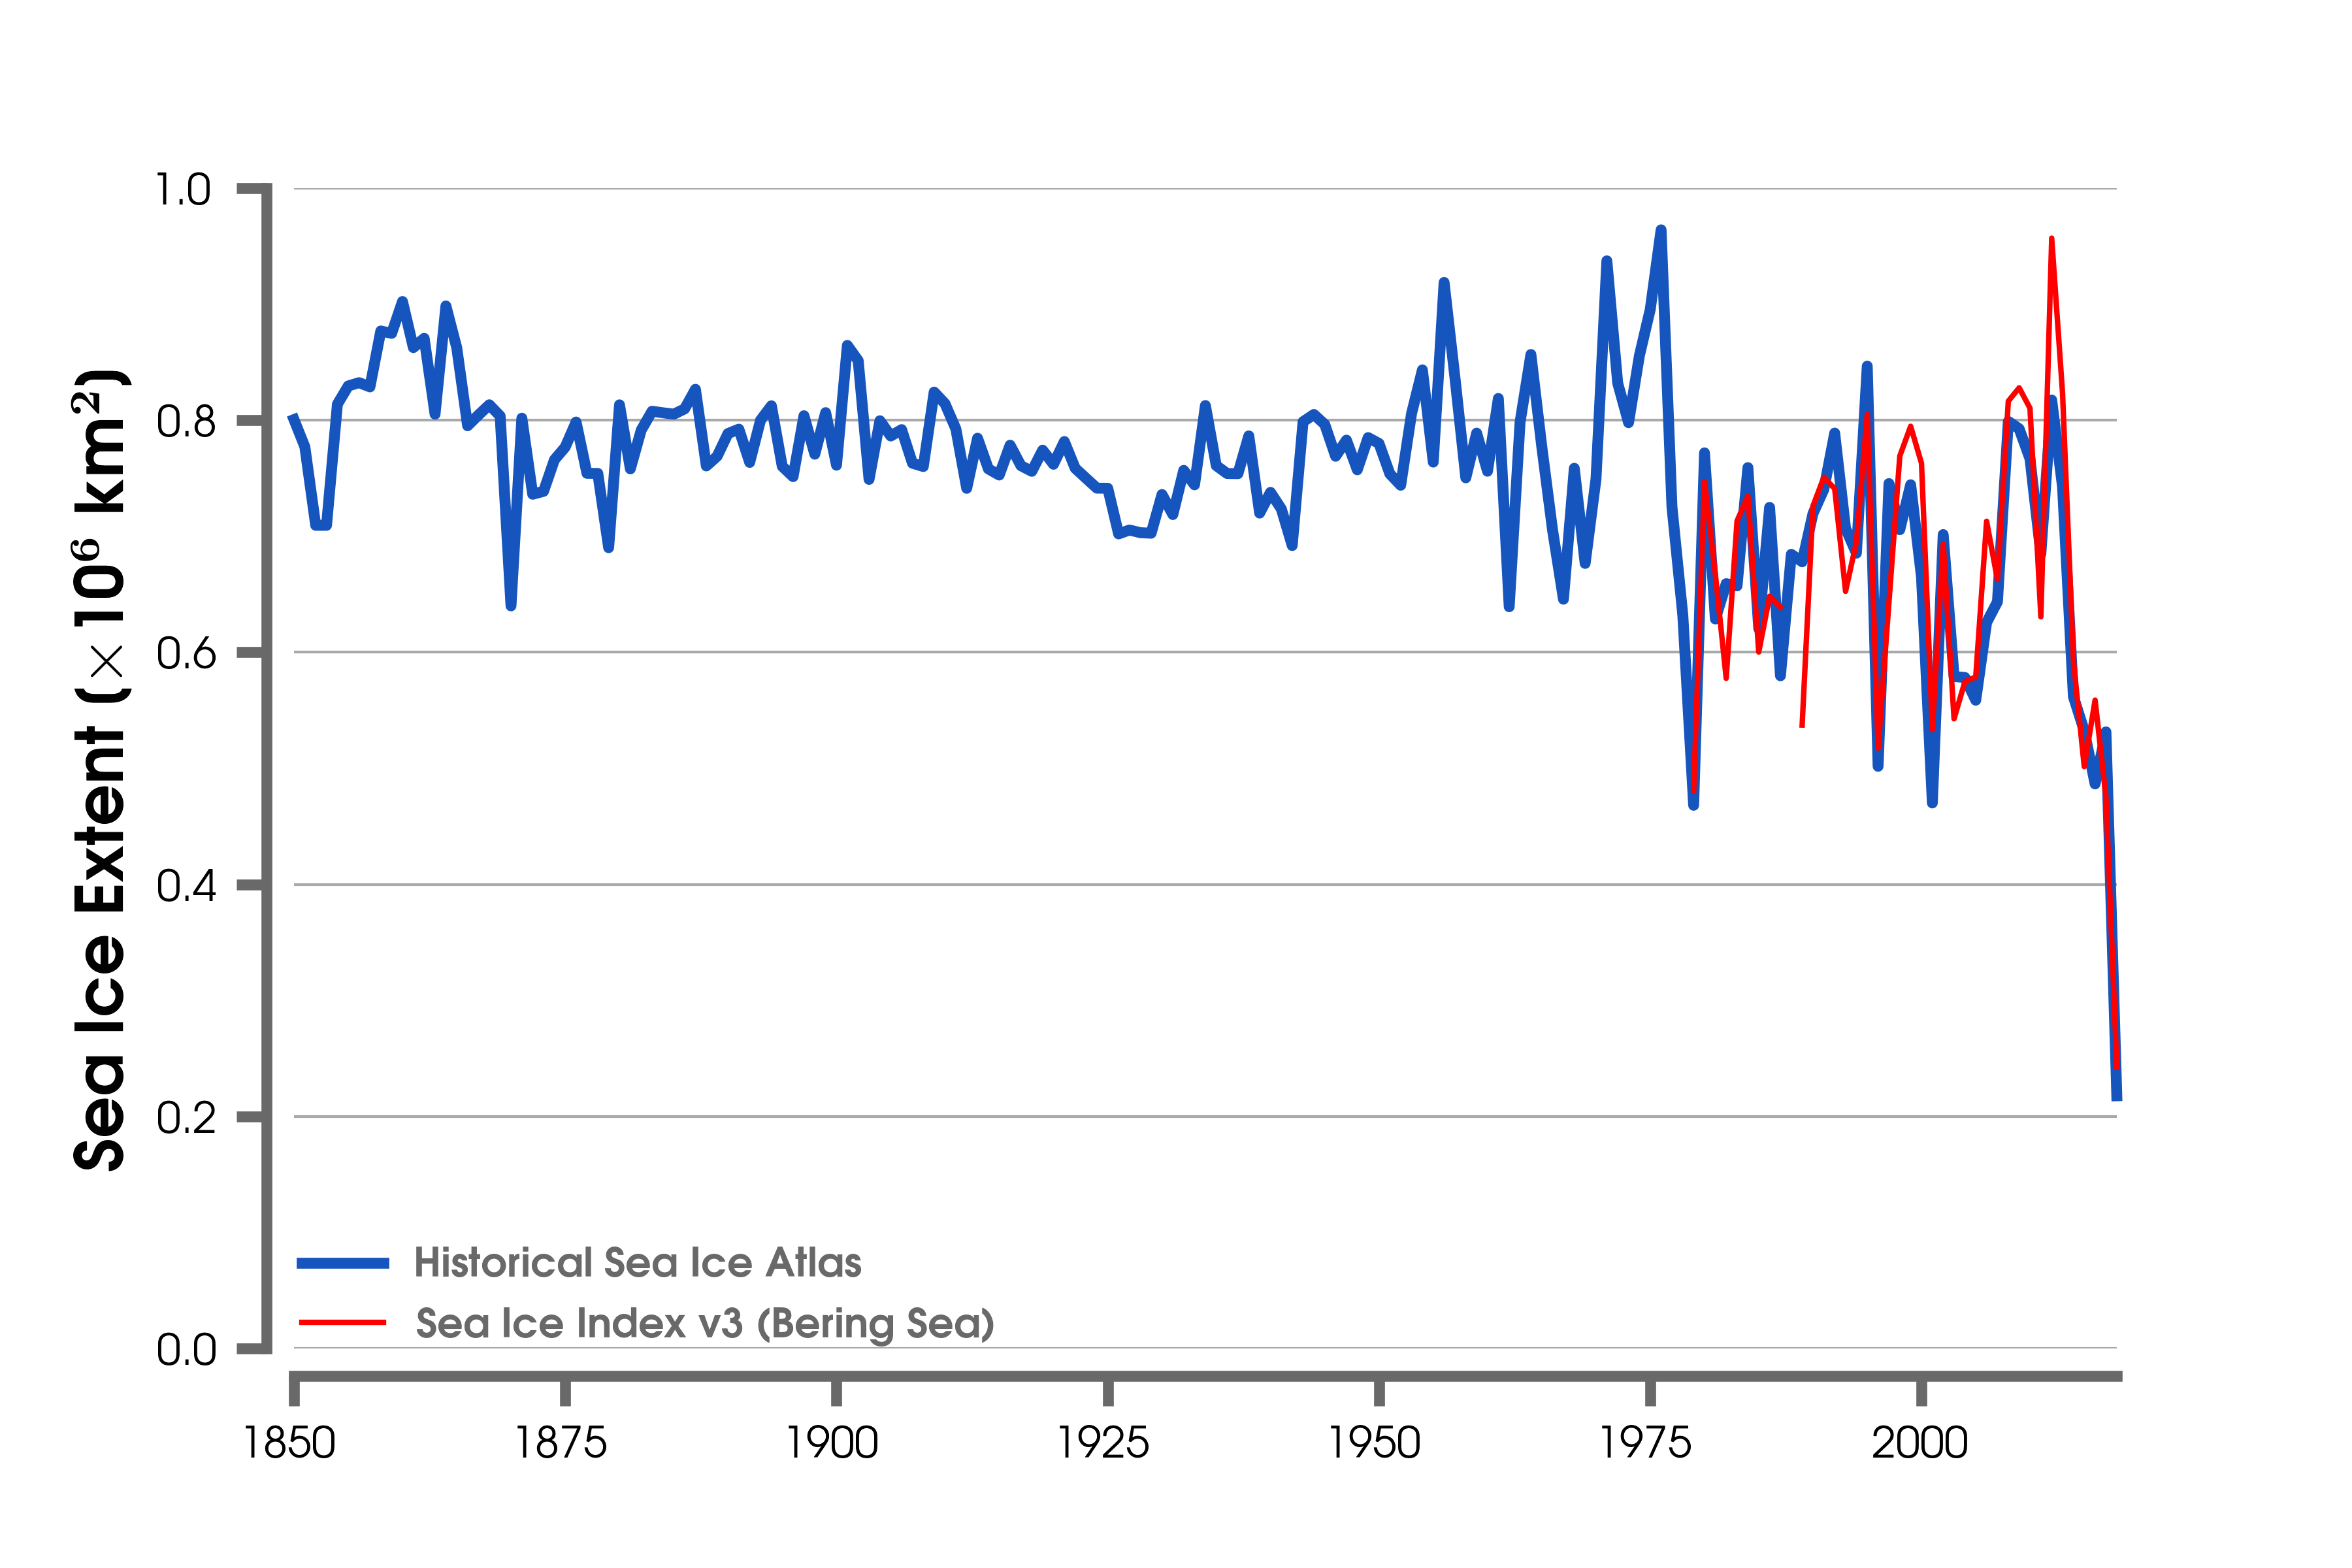 Sea Ice Extent (× 10⁶ km²)
1.0
0.8
0.6
0.4
0.2
0.0
Historical Sea Ice Atlas
Sea Ice Index v3 (Bering Sea)
1850 1875 1900 1925 1950 1975 2000